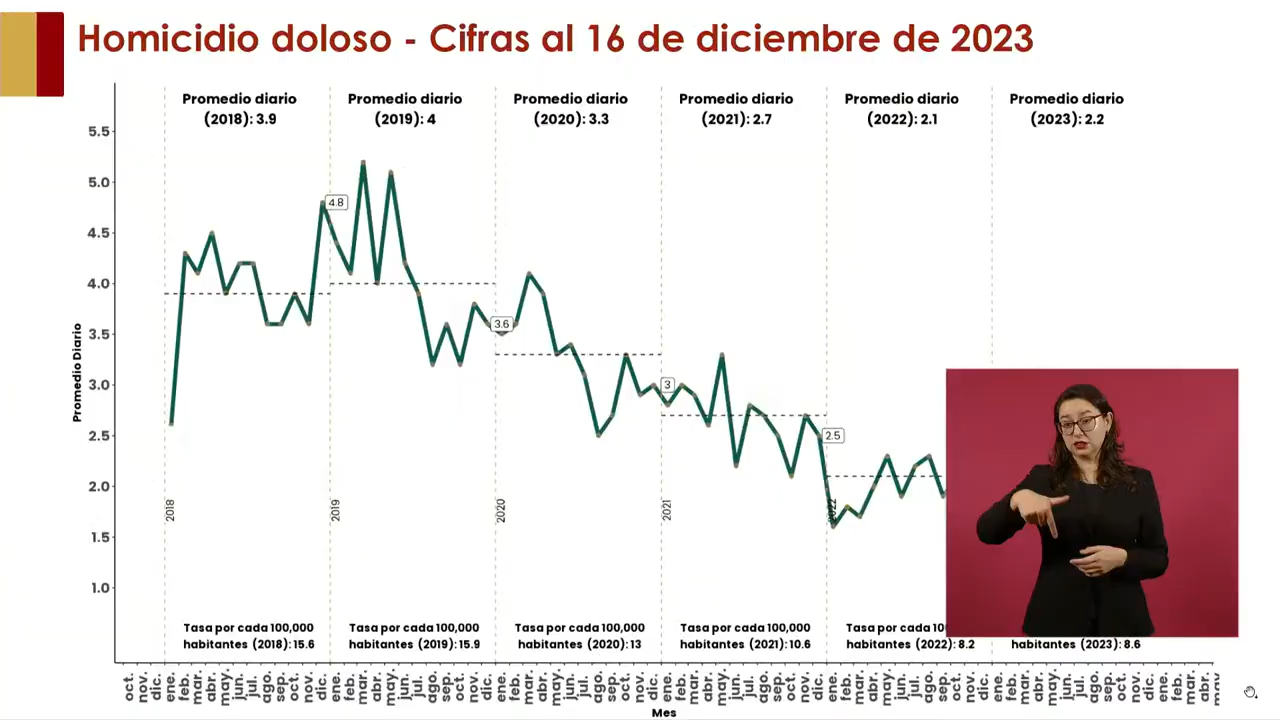 Homicidio doloso - Cifras al 16 de diciembre de 2023
Promedio diario
(2018): 3.9
Promedio diario
(2019): 4
Promedio diario
(2020): 3.3
Promedio diario
(2021): 2.7
Promedio diario
(2022): 2.1
Promedio diario
(2023): 2.2
5.5
5.0
4.5
4.0
3.5
3.0
2.5
2.0
1.5
1.0
Promedio Diario
4.8
3.6
3
2.5
2018
2019
2020
2021
2022
Tasa por cada 100,000
habitantes (2018): 15.6
Tasa por cada 100,000
habitantes (2019): 15.9
Tasa por cada 100,000
habitantes (2020): 13
Tasa por cada 100,000
habitantes (2021): 10.6
Tasa por cada
habitantes (2022): 8.2
habitantes (2023): 8.6
oct. nov. dic. ene. feb. mar. abr. may. jun. jul. ago. sep. oct. nov. dic. ene. feb. mar. abr. may. jun. jul. ago. sep. oct. nov. dic. ene. feb. mar. abr. may. jun. jul. ago. sep. oct. nov. dic. ene. feb. mar. abr. may. jun. jul. ago. sep. oct. nov. dic. ene. feb. mar. abr. may. jun. jul. ago. sep. oct. nov. dic. ene. feb. mar. abr. may. jun. jul. ago. sep. oct. nov. dic. ene. feb. mar. abr.
Mes